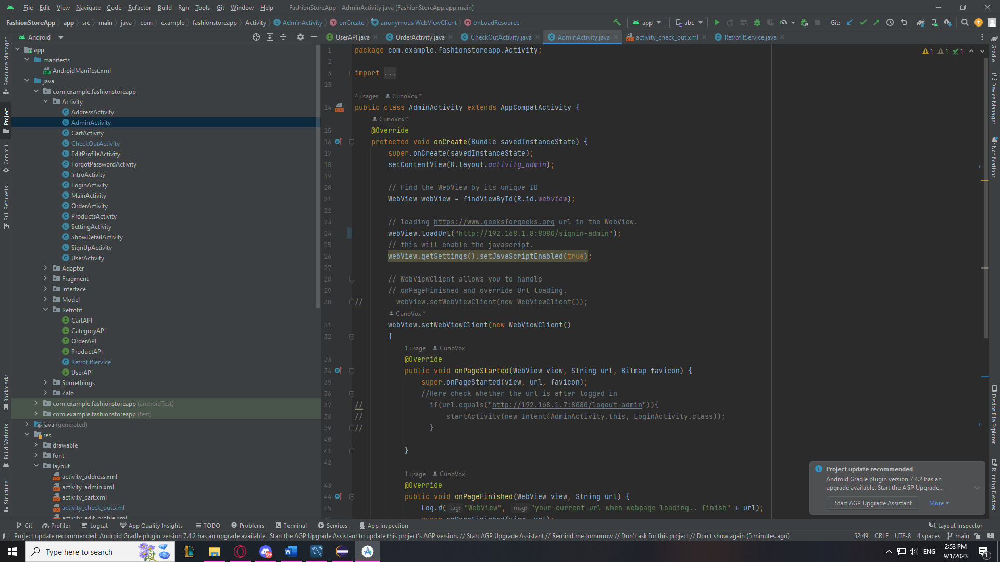 File Edit View Navigate Code Refactor Build Run Tools Git Window Help FashionStoreApp - AdminActivity.java [FashionStoreApp.app.main]
FashionStoreApp app src main java com example fashionstoreapp Activity AdminActivity onCreate anonymous WebViewClient onLoadResource app abc Git:
Android
UserAPI.java OrderActivity.java CheckOutActivity.java AdminActivity.java activity_check_out.xml RetrofitService.java
Resource Manager
Project
Commit
Pull Requests
Bookmarks
Build Variants
Structure
app
manifests
AndroidManifest.xml
java
com.example.fashionstoreapp
Activity
AddressActivity
AdminActivity
CartActivity
CheckOutActivity
EditProfileActivity
ForgotPasswordActivity
IntroActivity
LoginActivity
MainActivity
OrderActivity
ProductsActivity
SettingActivity
ShowDetailActivity
SignUpActivity
UserActivity
Adapter
Fragment
Interface
Model
Retrofit
CartAPI
CategoryAPI
OrderAPI
ProductAPI
RetrofitService
UserAPI
Somethings
Zalo
com.example.fashionstoreapp (androidTest)
com.example.fashionstoreapp (test)
java (generated)
res
drawable
font
layout
activity_address.xml
activity_admin.xml
activity_cart.xml
activity_check_out.xml
activity_edit_profile.xml
1 package com.example.fashionstoreapp.Activity;
2
3 import ...
13
4 usages CunoVox *
14 public class AdminActivity extends AppCompatActivity {
CunoVox *
15 @Override
16 protected void onCreate(Bundle savedInstanceState) {
17 super.onCreate(savedInstanceState);
18 setContentView(R.layout.activity_admin);
19
20 // Find the WebView by its unique ID
21 WebView webView = findViewById(R.id.webview);
22
23 // loading https://www.geeksforgeeks.org url in the WebView.
24 webView.loadUrl("http://192.168.1.8:8080/signin-admin");
25 // this will enable the javascript.
26 webView.getSettings().setJavaScriptEnabled(true);
27
28 // WebViewClient allows you to handle
29 // onPageFinished and override Url loading.
30 // webView.setWebViewClient(new WebViewClient());
CunoVox *
31 webView.setWebViewClient(new WebViewClient()
32 {
1 usage CunoVox
33 @Override
34 public void onPageStarted(WebView view, String url, Bitmap favicon) {
35 super.onPageStarted(view, url, favicon);
36 //Here check whether the url is after logged in
37 // if(url.equals("http://192.168.1.7:8080/logout-admin")){
38 // startActivity(new Intent(AdminActivity.this, LoginActivity.class));
39 // }
40
41 }
42
1 usage CunoVox
43 @Override
44 public void onPageFinished(WebView view, String url) {
45 Log.d( tag: "WebView", msg: "your current url when webpage loading.. finish" + url);
super.onPageFinished(view, url);
1 1 1
Gradle
Device Manager
Notifications
Device File Explorer
Running Devices
Project update recommended
Android Gradle plugin version 7.4.2 has an
upgrade available. Start the AGP Upgrade...
Start AGP Upgrade Assistant More
Git Profiler Logcat App Quality Insights TODO Problems Terminal Services App Inspection Layout Inspector
Project update recommended: Android Gradle plugin version 7.4.2 has an upgrade available. Start the AGP Upgrade Assistant to update this project's AGP version. // Start AGP Upgrade Assistant // Remind me tomorrow // Don't ask for this project // Don't show again (5 minutes ago) 52:49 CRLF UTF-8 4 spaces main
Type here to search 9+ ENG 2:53 PM
9/1/2023 1